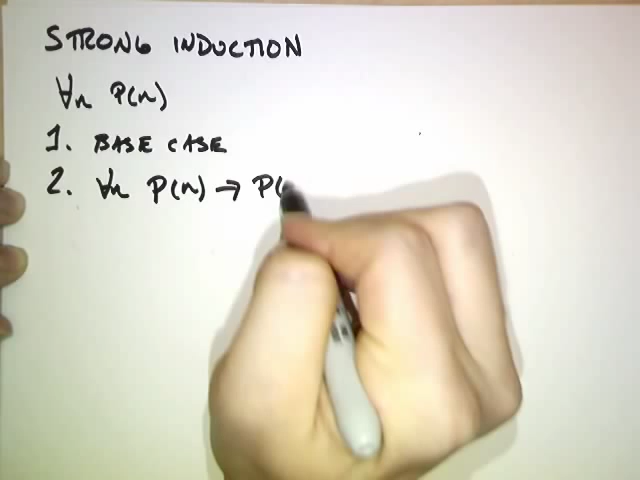 STRONG INDUCTION
∀n P(n)
1. BASE CASE
2. ∀n P(n) → P(